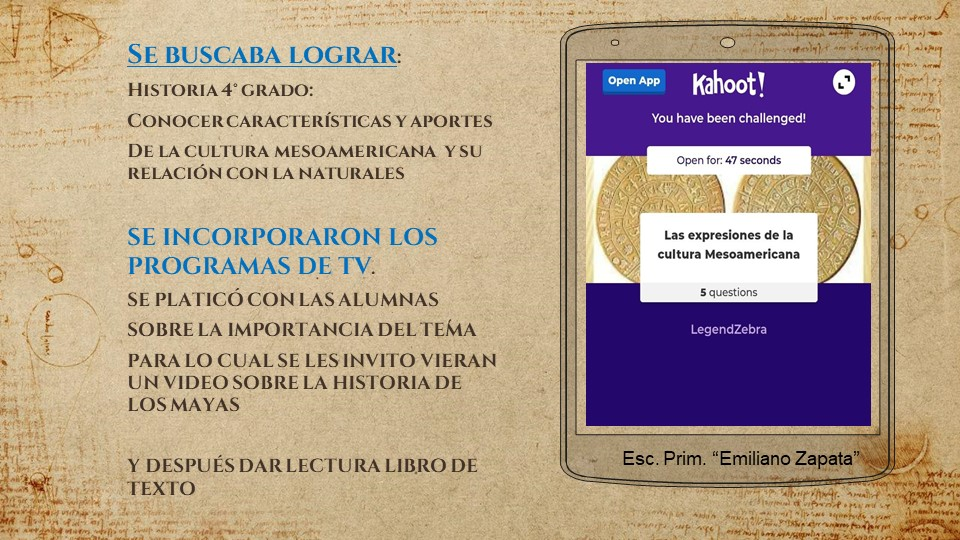 Se buscaba lograr:
Historia 4° grado:
Conocer características y aportes
De la cultura mesoamericana y su
relación con la naturales
SE INCORPORARON LOS
PROGRAMAS DE TV.
SE PLATICÓ CON LAS ALUMNAS
SOBRE LA IMPORTANCIA DEL TEMA
PARA LO CUAL SE LES INVITO VIERAN
UN VIDEO SOBRE LA HISTORIA DE
LOS MAYAS
Y DESPUÉS DAR LECTURA LIBRO DE
TEXTO
Open App
Kahoot!
You have been challenged!
Open for: 47 seconds
Las expresiones de la
cultura Mesoamericana
5 questions
LegendZebra
Esc. Prim. “Emiliano Zapata”